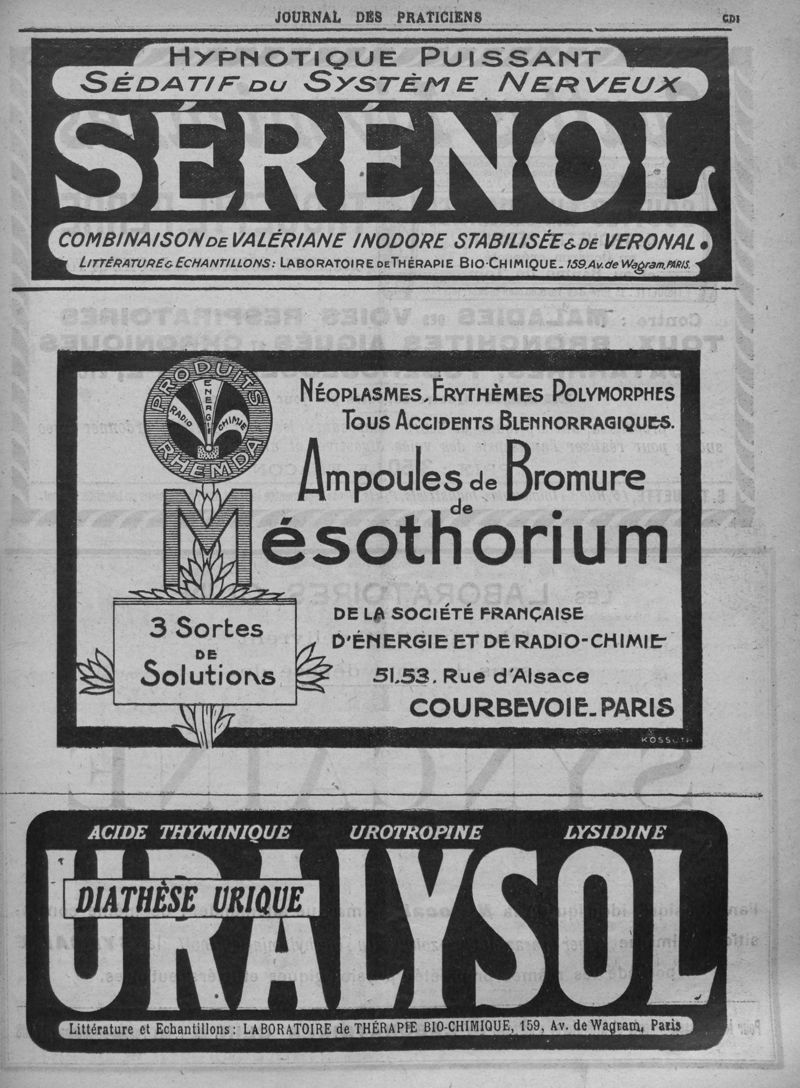 JOURNAL DES PRATICIENS
CDI
HYPNOTIQUE PUISSANT
SÉDATIF DU SYSTÈME NERVEUX
SÉRÉNOL
COMBINAISON DE VALÉRIANE INODORE STABILISÉE & DE VERONAL.
LITTÉRATURE & ECHANTILLONS: LABORATOIRE DE THÉRAPIE BIO-CHIMIQUE_159, Av. de Wagram, PARIS.
PRODUITS
ENERGIE
RADIO
CHIMIE
RHEMDA
NÉOPLASMES, ERYTHÈMES POLYMORPHES
TOUS ACCIDENTS BLENNORRAGIQUES.
Ampoules de Bromure
de
Mésothorium
3 Sortes
DE
Solutions
DE LA SOCIÉTÉ FRANÇAISE
D'ÉNERGIE ET DE RADIO-CHIMIE
51.53. Rue d'Alsace
COURBEVOIE_PARIS
KOSSUTH
ACIDE THYMINIQUE UROTROPINE LYSIDINE
URALYSOL
DIATHÈSE URIQUE
Littérature et Echantillons: LABORATOIRE de THÉRAPIE BIO-CHIMIQUE, 159, Av. de Wagram, Paris